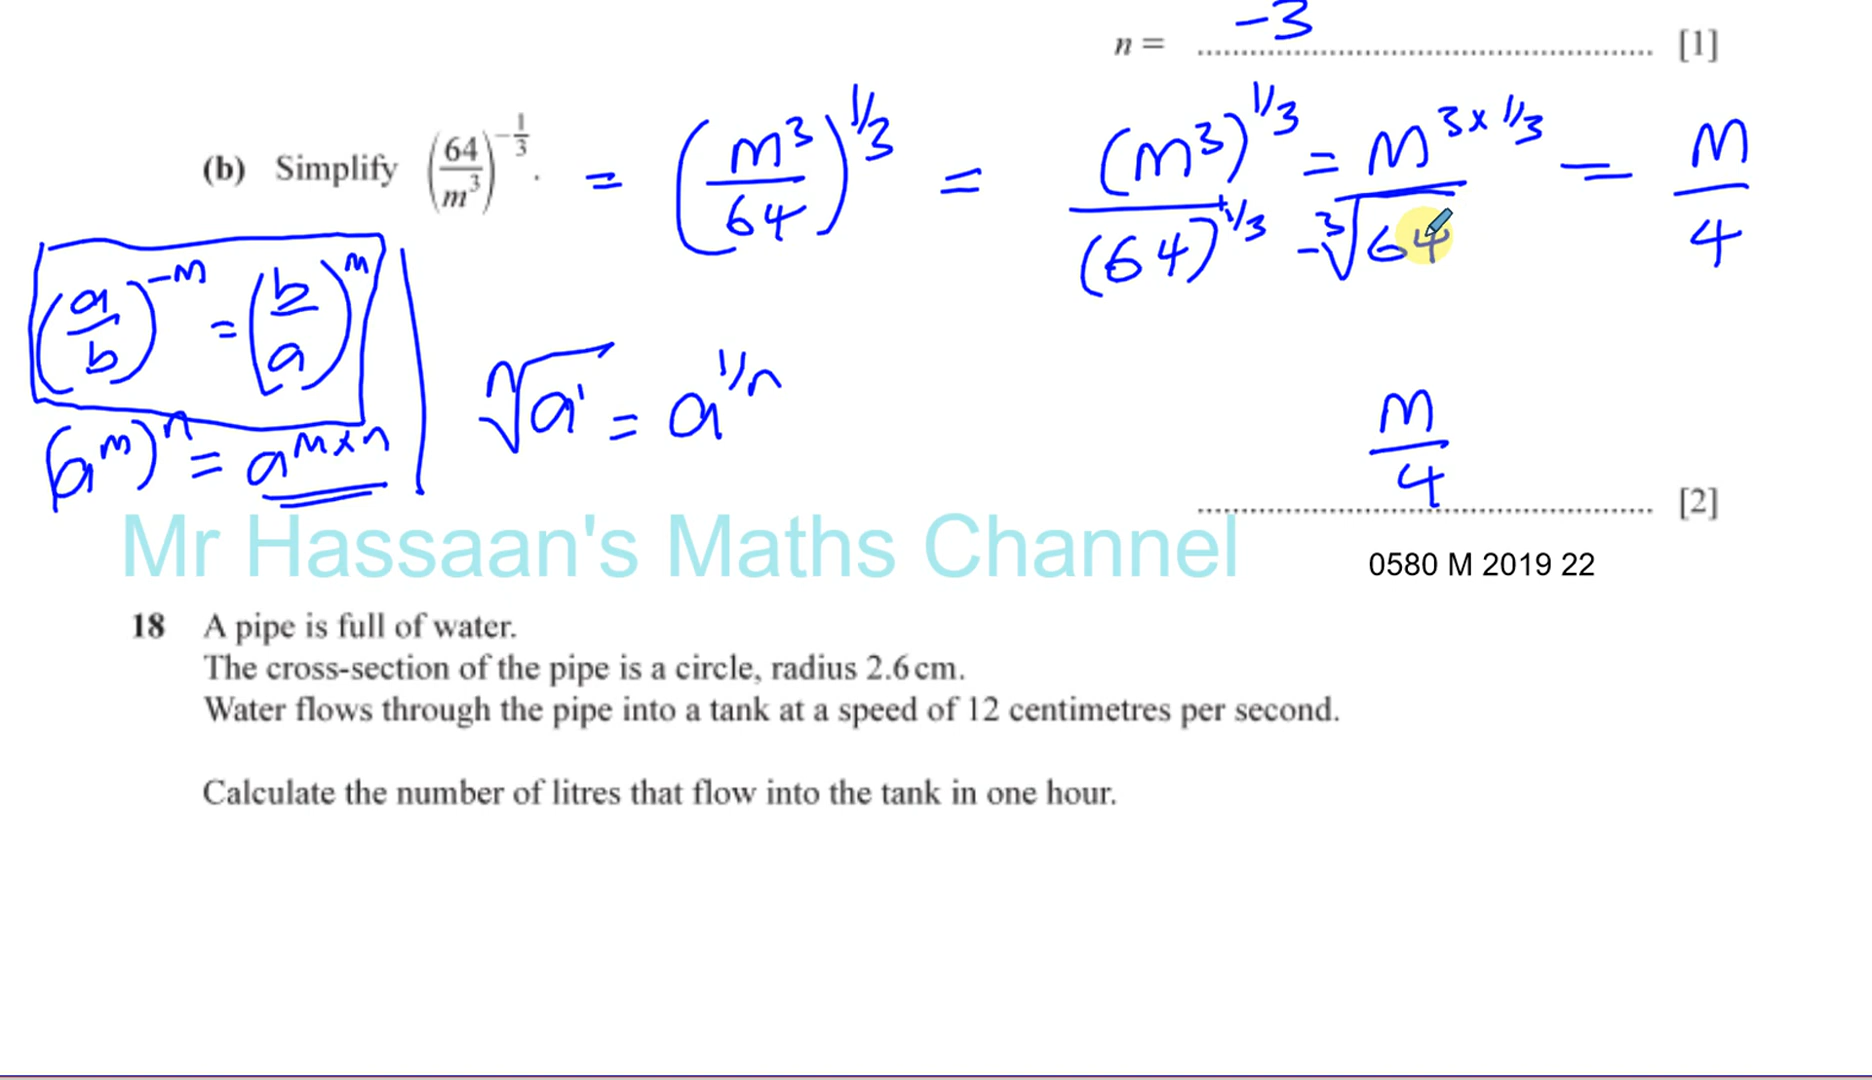 n = -3 [1]
(b) Simplify (64/m³)^(-1/3). = (m³/64)^(1/3) = (m³)^(1/3)/(64)^(1/3) = m^(3×1/3)/³√64 = m/4
(a/b)^(-m) = (b/a)^m
ⁿ√a¹ = a^(1/n)
(a^m)^n = a^(m×n)
m/4 [2]
Mr Hassaan's Maths Channel
0580 M 2019 22
18 A pipe is full of water.
The cross-section of the pipe is a circle, radius 2.6 cm.
Water flows through the pipe into a tank at a speed of 12 centimetres per second.
Calculate the number of litres that flow into the tank in one hour.